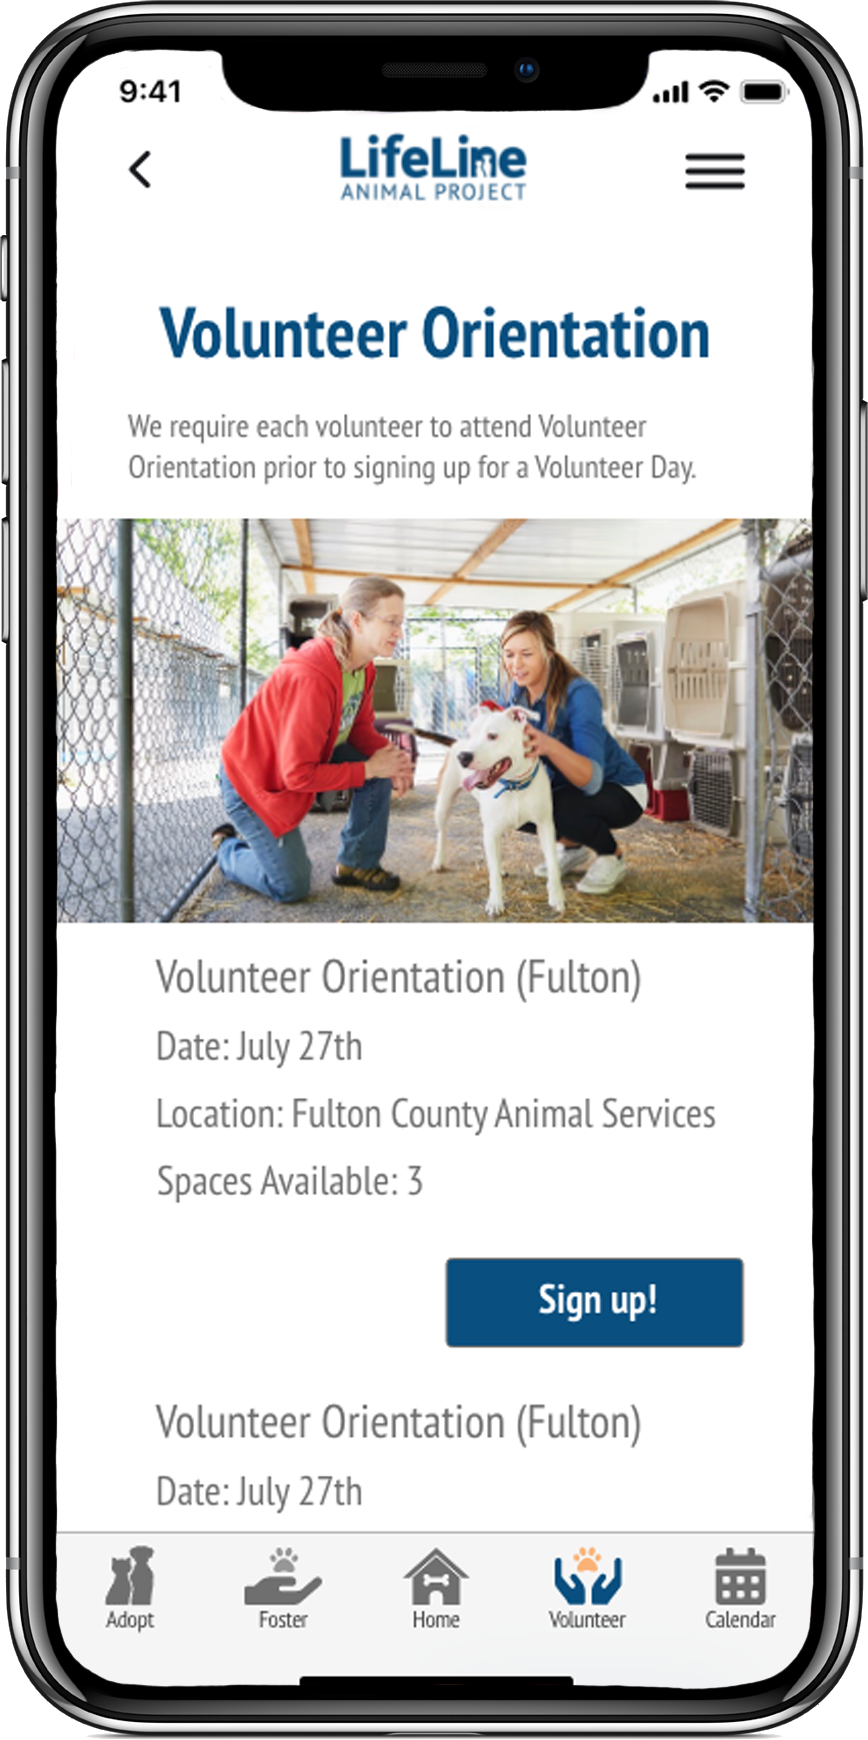 9:41
LifeLine
ANIMAL PROJECT
Volunteer Orientation
We require each volunteer to attend Volunteer
Orientation prior to signing up for a Volunteer Day.
Volunteer Orientation (Fulton)
Date: July 27th
Location: Fulton County Animal Services
Spaces Available: 3
Sign up!
Volunteer Orientation (Fulton)
Date: July 27th
Adopt Foster Home Volunteer Calendar